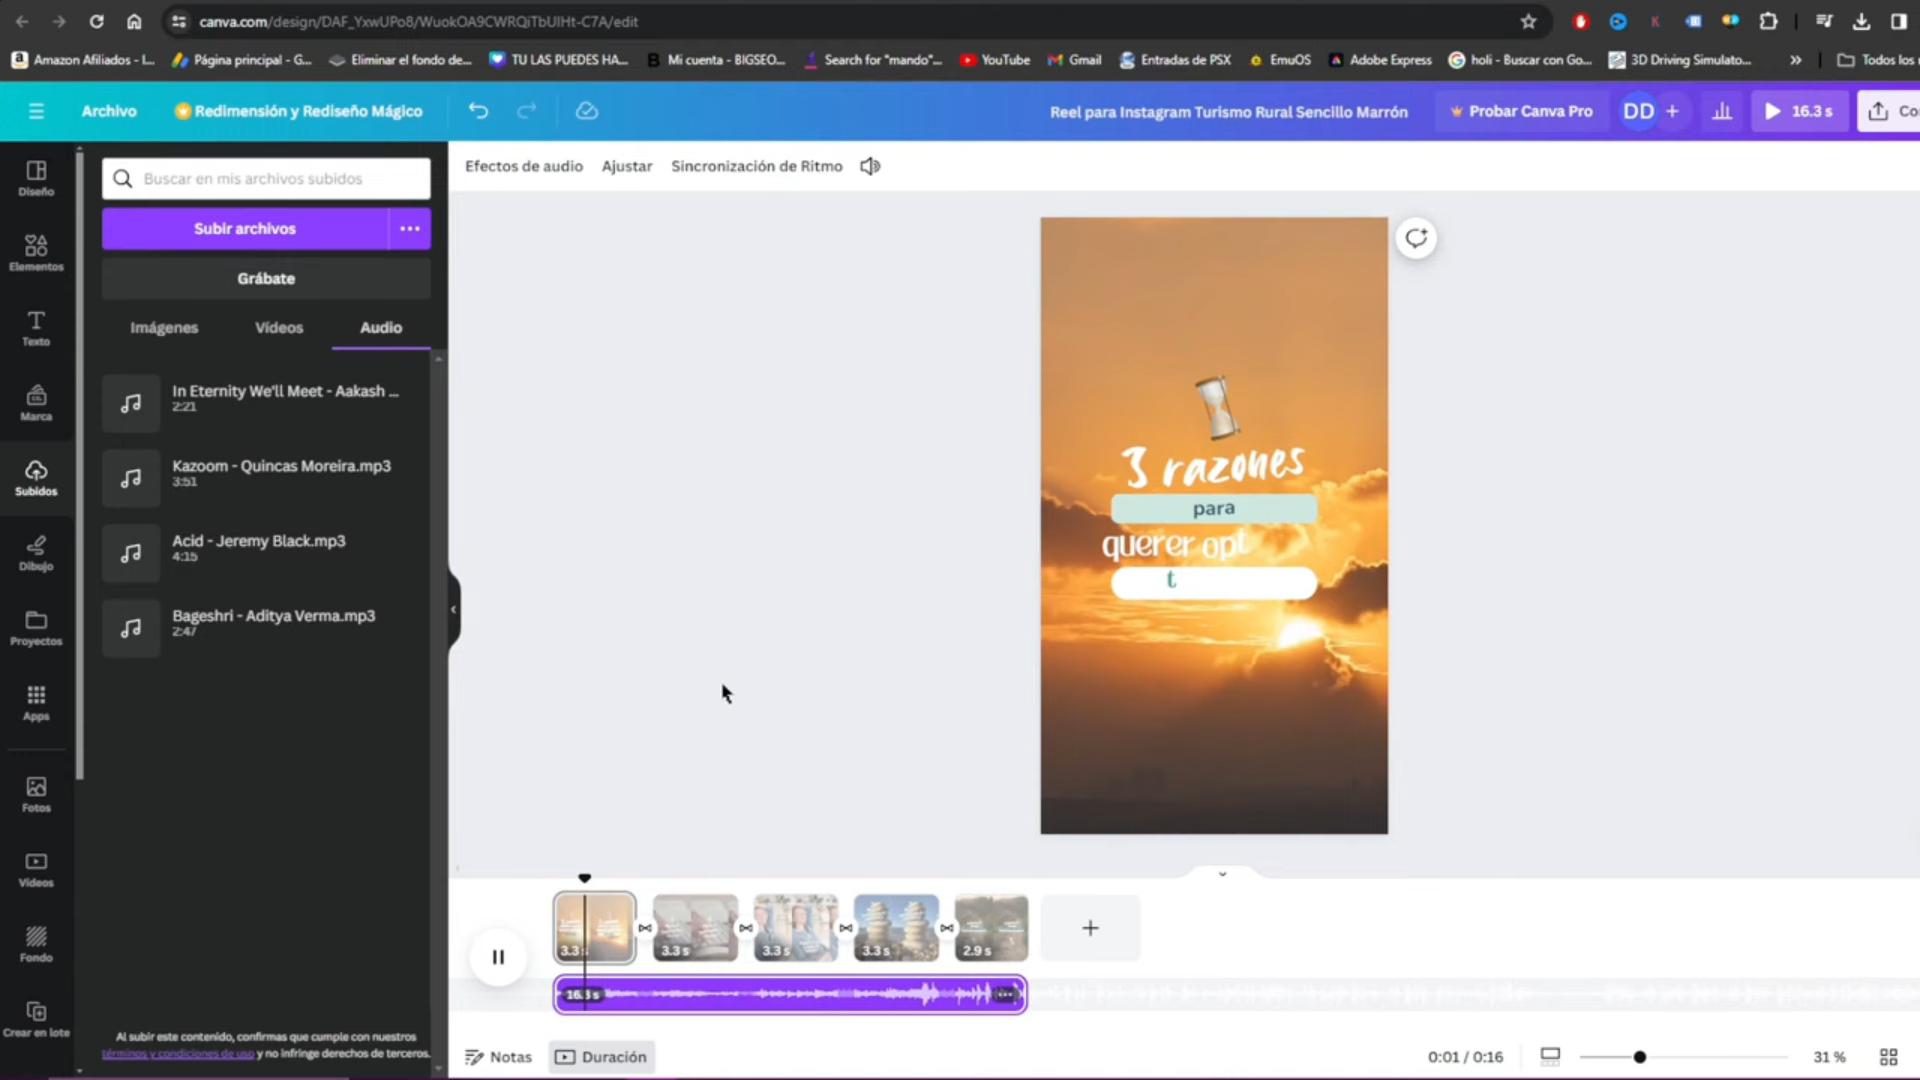 canva.com/design/DAF_YxwUPo8/WuokOA9CWRQiTbUlHt-C7A/edit
Amazon Afiliados - I...
Página principal - G...
Eliminar el fondo de...
TU LAS PUEDES HA...
Mi cuenta - BIGSEO...
Search for "mando"...
YouTube
Gmail
Entradas de PSX
EmuOS
Adobe Express
holi - Buscar con Go...
3D Driving Simulato...
»
Todos los
Archivo
Redimensión y Rediseño Mágico
Reel para Instagram Turismo Rural Sencillo Marrón
Probar Canva Pro
DD
+
16.3 s
Co
Diseño
Elementos
Texto
Marca
Subidos
Dibujo
Proyectos
Apps
Fotos
Vídeos
Fondo
Crear en lote
Buscar en mis archivos subidos
Subir archivos
Grábate
Imágenes
Vídeos
Audio
In Eternity We'll Meet - Aakash ...
2:21
Kazoom - Quincas Moreira.mp3
3:51
Acid - Jeremy Black.mp3
4:15
Bageshri - Aditya Verma.mp3
2:47
Al subir este contenido, confirmas que cumple con nuestros
términos y condiciones de uso y no infringe derechos de terceros.
Efectos de audio
Ajustar
Sincronización de Ritmo
3 razones
para
querer opt
t
3.3 s
3.3 s
3.3 s
3.3 s
2.9 s
16.3 s
Notas
Duración
0:01 / 0:16
31 %